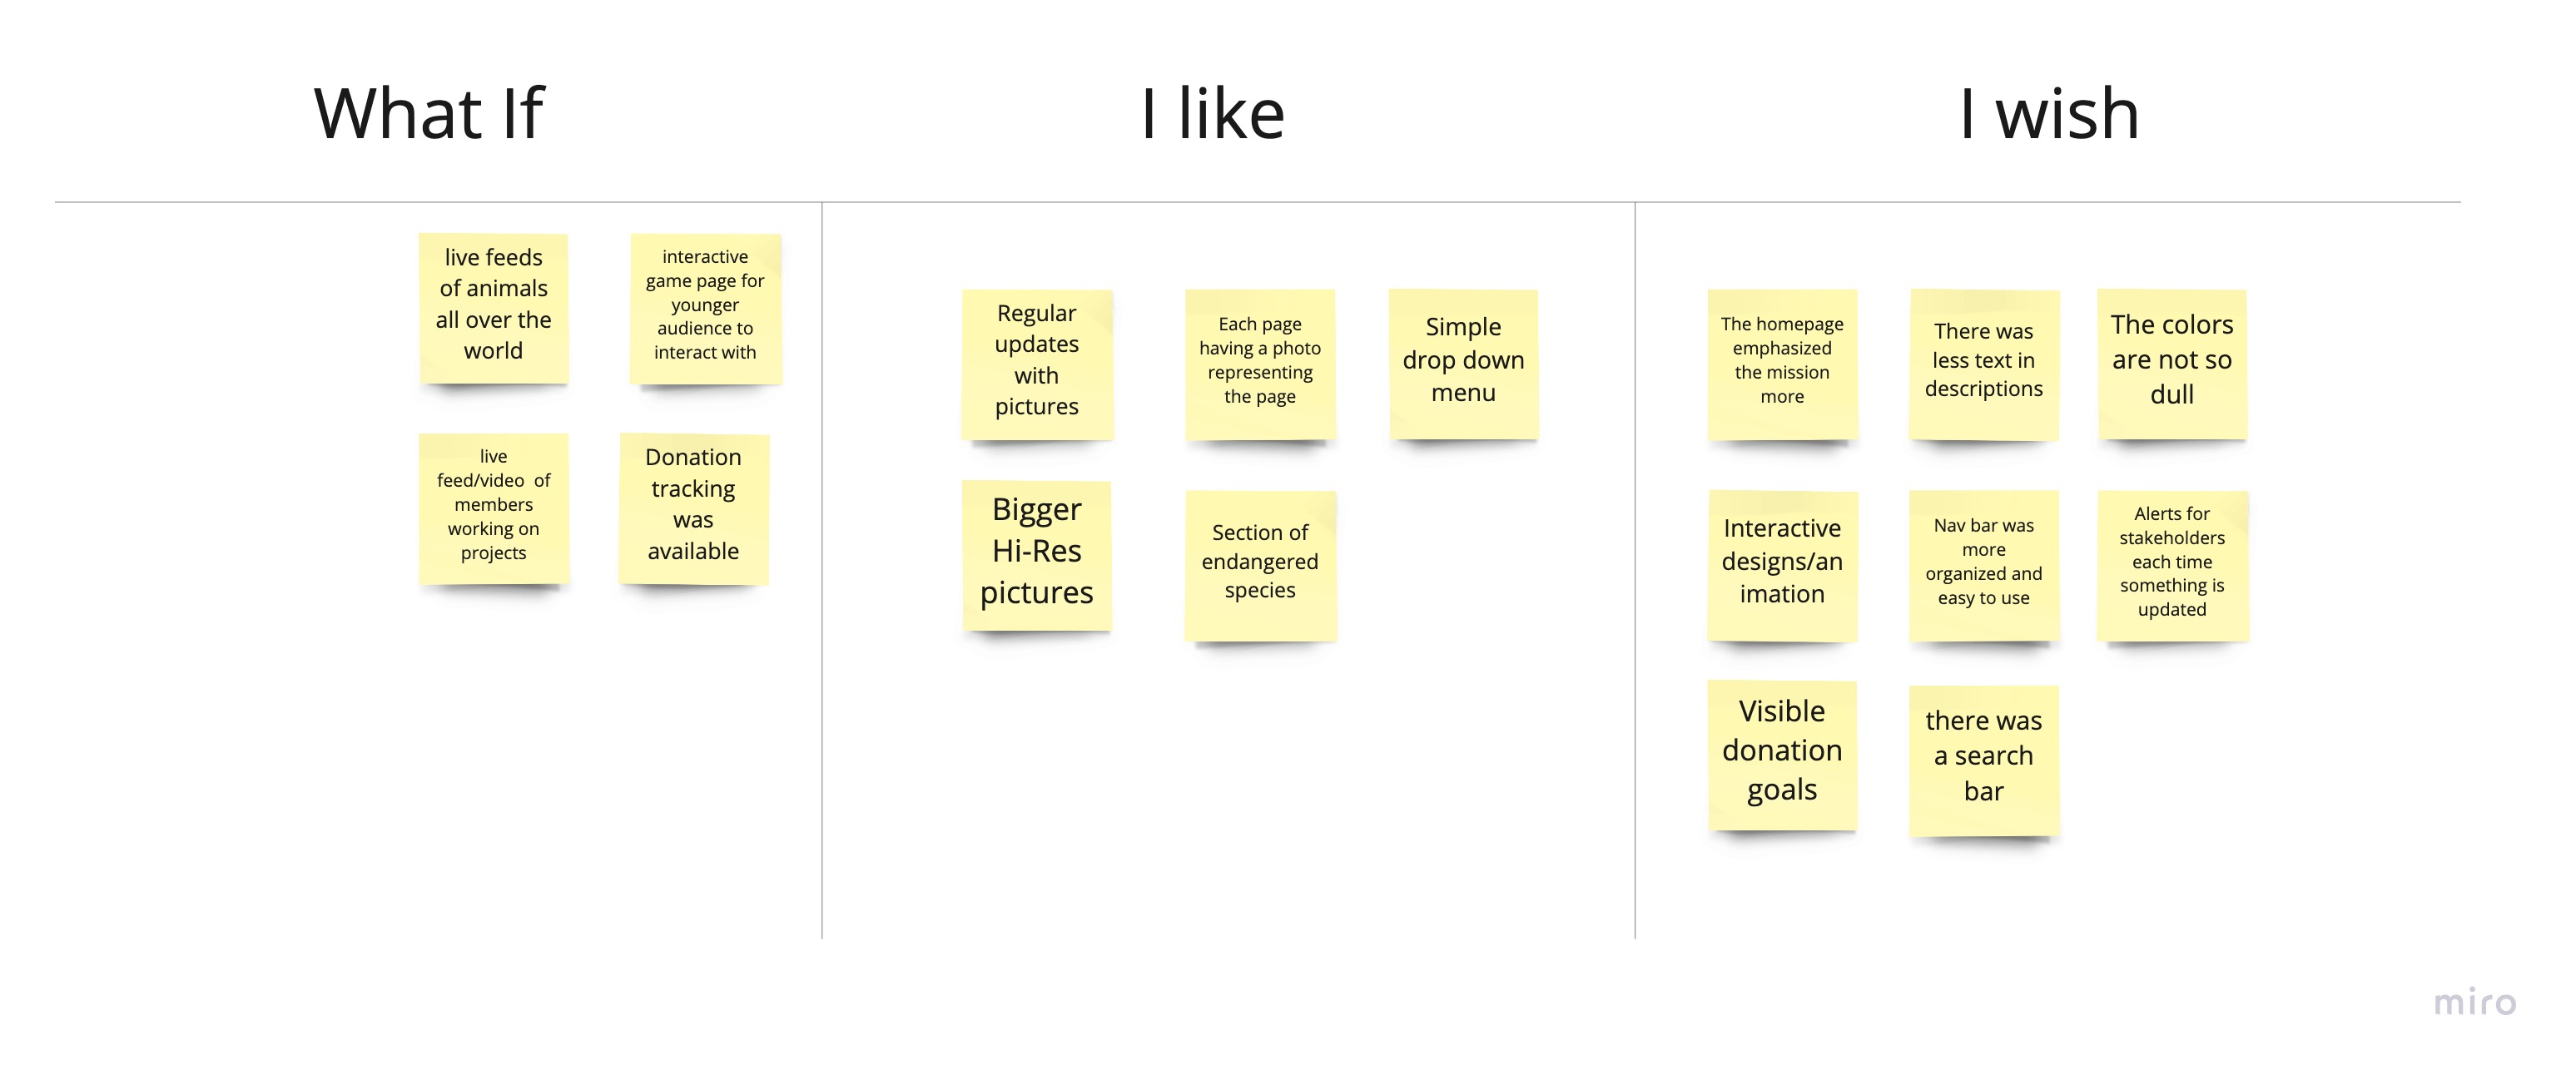 What If
I like
I wish
live feeds
of animals
all over the
world
interactive
game page for
younger
audience to
interact with
live
feed/video of
members
working on
projects
Donation
tracking
was
available
Regular
updates
with
pictures
Each page
having a photo
representing
the page
Simple
drop down
menu
Bigger
Hi-Res
pictures
Section of
endangered
species
The homepage
emphasized
the mission
more
There was
less text in
descriptions
The colors
are not so
dull
Interactive
designs/an
imation
Nav bar was
more
organized and
easy to use
Alerts for
stakeholders
each time
something is
updated
Visible
donation
goals
there was
a search
bar
miro